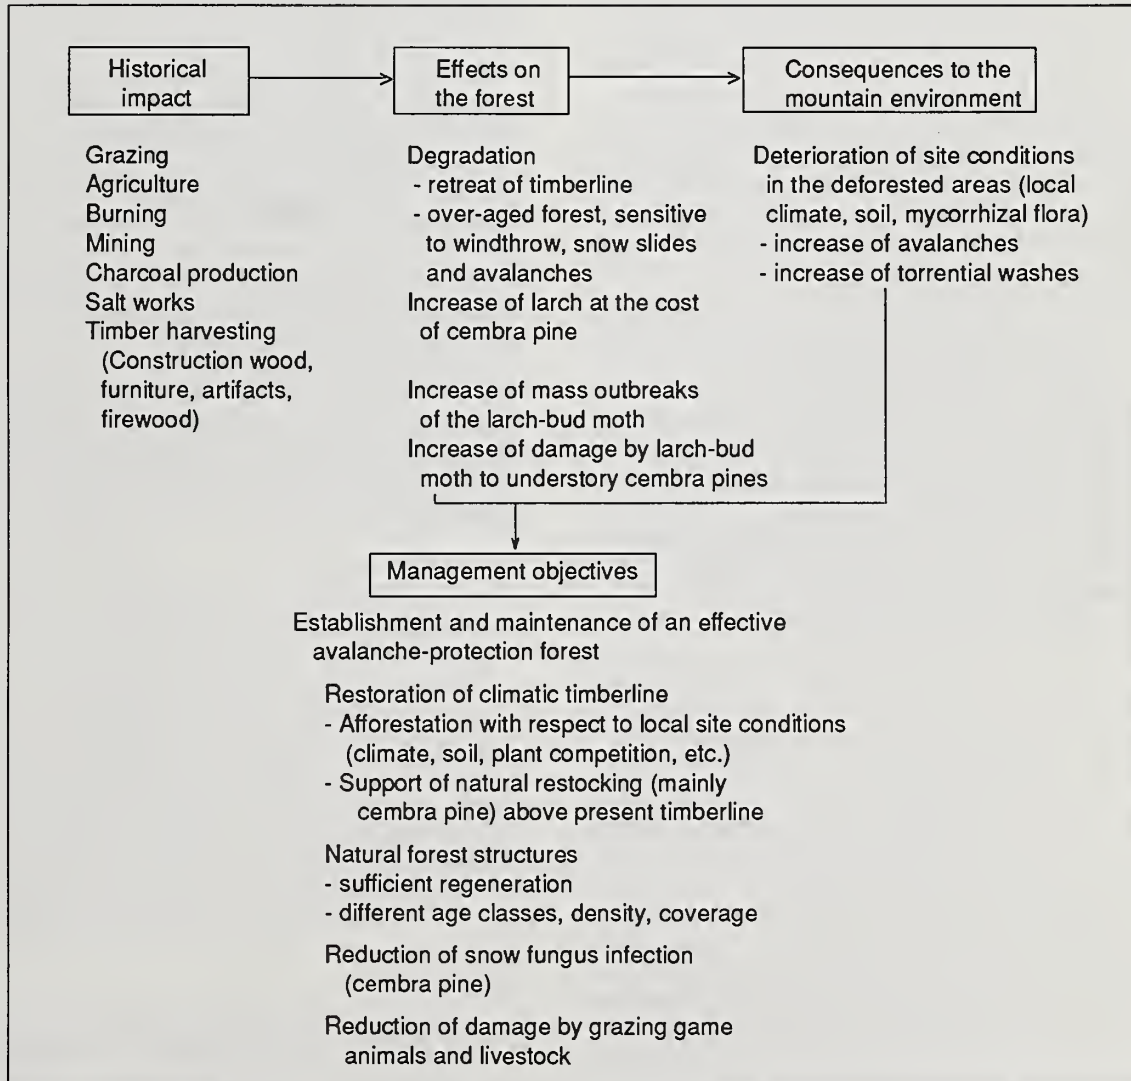 Historical
impact
Effects on
the forest
Consequences to the
mountain environment
Grazing
Agriculture
Burning
Mining
Charcoal production
Salt works
Timber harvesting
(Construction wood,
furniture, artifacts,
firewood)
Degradation
- retreat of timberline
- over-aged forest, sensitive
to windthrow, snow slides
and avalanches
Increase of larch at the cost
of cembra pine
Increase of mass outbreaks
of the larch-bud moth
Increase of damage by larch-bud
moth to understory cembra pines
Deterioration of site conditions
in the deforested areas (local
climate, soil, mycorrhizal flora)
- increase of avalanches
- increase of torrential washes
Management objectives
Establishment and maintenance of an effective
avalanche-protection forest
Restoration of climatic timberline
- Afforestation with respect to local site conditions
(climate, soil, plant competition, etc.)
- Support of natural restocking (mainly
cembra pine) above present timberline
Natural forest structures
- sufficient regeneration
- different age classes, density, coverage
Reduction of snow fungus infection
(cembra pine)
Reduction of damage by grazing game
animals and livestock